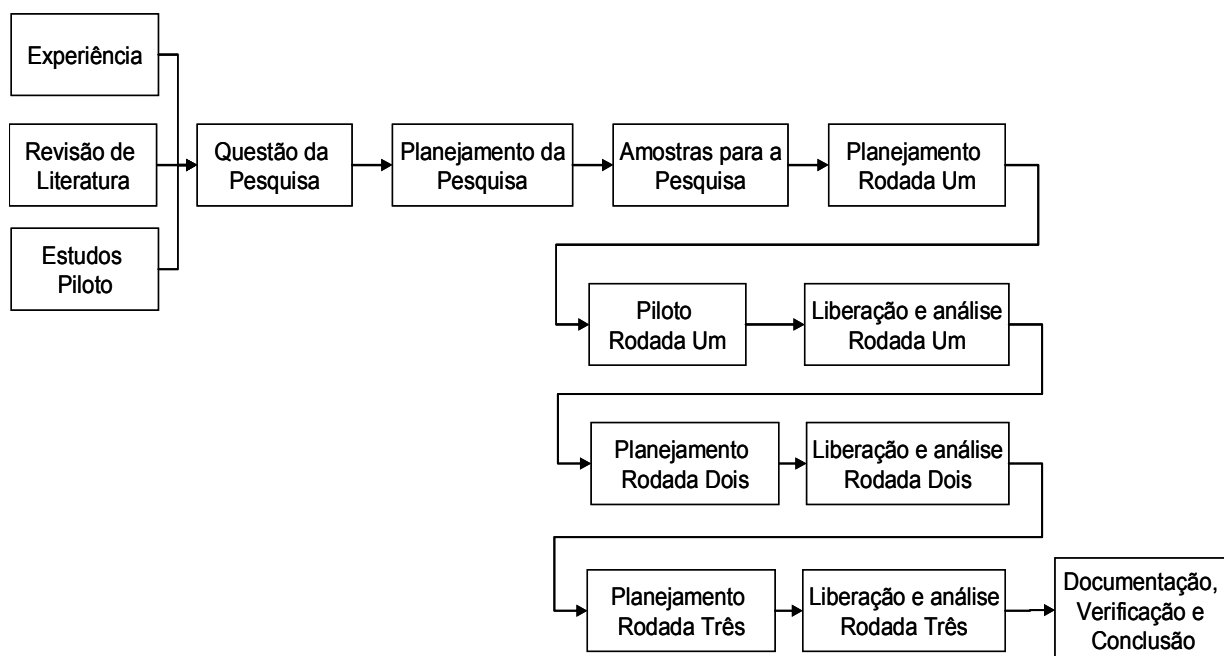 Experiência
Revisão de
Literatura
Estudos
Piloto
Questão da
Pesquisa
Planejamento da
Pesquisa
Amostras para a
Pesquisa
Planejamento
Rodada Um
Piloto
Rodada Um
Liberação e análise
Rodada Um
Planejamento
Rodada Dois
Liberação e análise
Rodada Dois
Planejamento
Rodada Três
Liberação e análise
Rodada Três
Documentação,
Verificação e
Conclusão